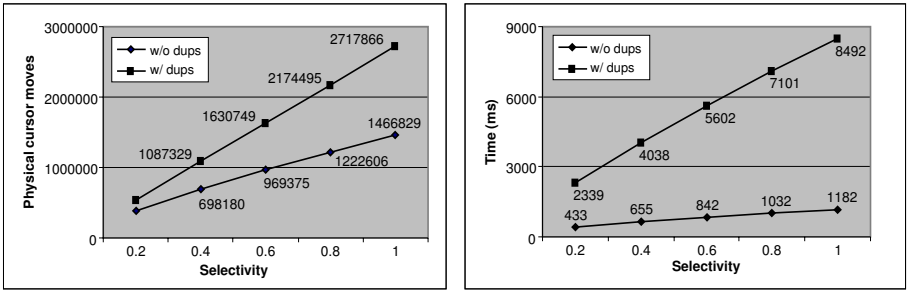 3000000
2000000
1000000
0
Physical cursor moves
w/o dups
w/ dups
2717866
2174495
1630749
1087329
1466829
1222606
969375
698180
0.2 0.4 0.6 0.8 1
Selectivity
9000
6000
3000
0
Time (ms)
w/o dups
w/ dups
8492
7101
5602
4038
2339
433 655 842 1032 1182
0.2 0.4 0.6 0.8 1
Selectivity